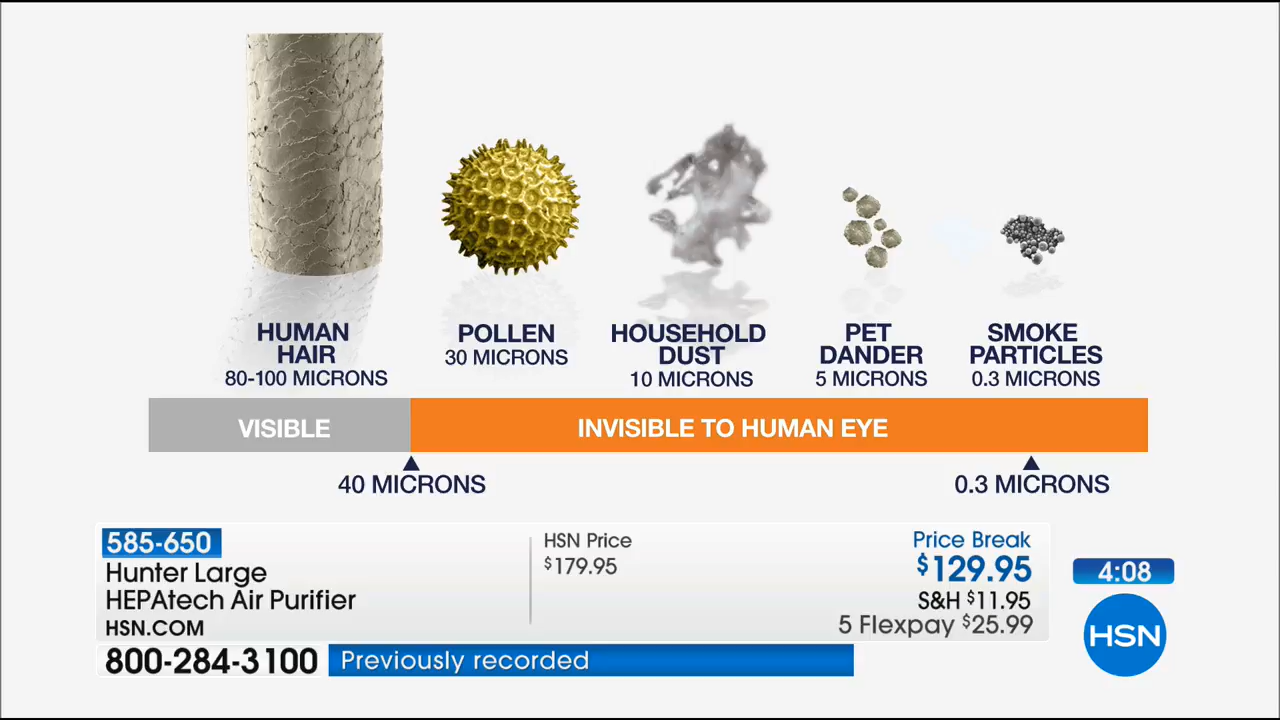 HUMAN
HAIR
80-100 MICRONS
POLLEN
30 MICRONS
HOUSEHOLD
DUST
10 MICRONS
PET
DANDER
5 MICRONS
SMOKE
PARTICLES
0.3 MICRONS
VISIBLE
INVISIBLE TO HUMAN EYE
40 MICRONS
0.3 MICRONS
585-650
Hunter Large
HEPAtech Air Purifier
HSN.COM
HSN Price
$179.95
Price Break
$129.95
S&H $11.95
5 Flexpay $25.99
4:08
HSN
800-284-3100
Previously recorded